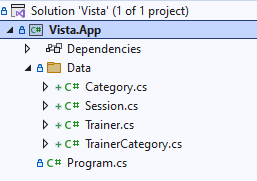 Solution 'Vista' (1 of 1 project)
C# Vista.App
Dependencies
Data
+ C# Category.cs
+ C# Session.cs
+ C# Trainer.cs
+ C# TrainerCategory.cs
C# Program.cs